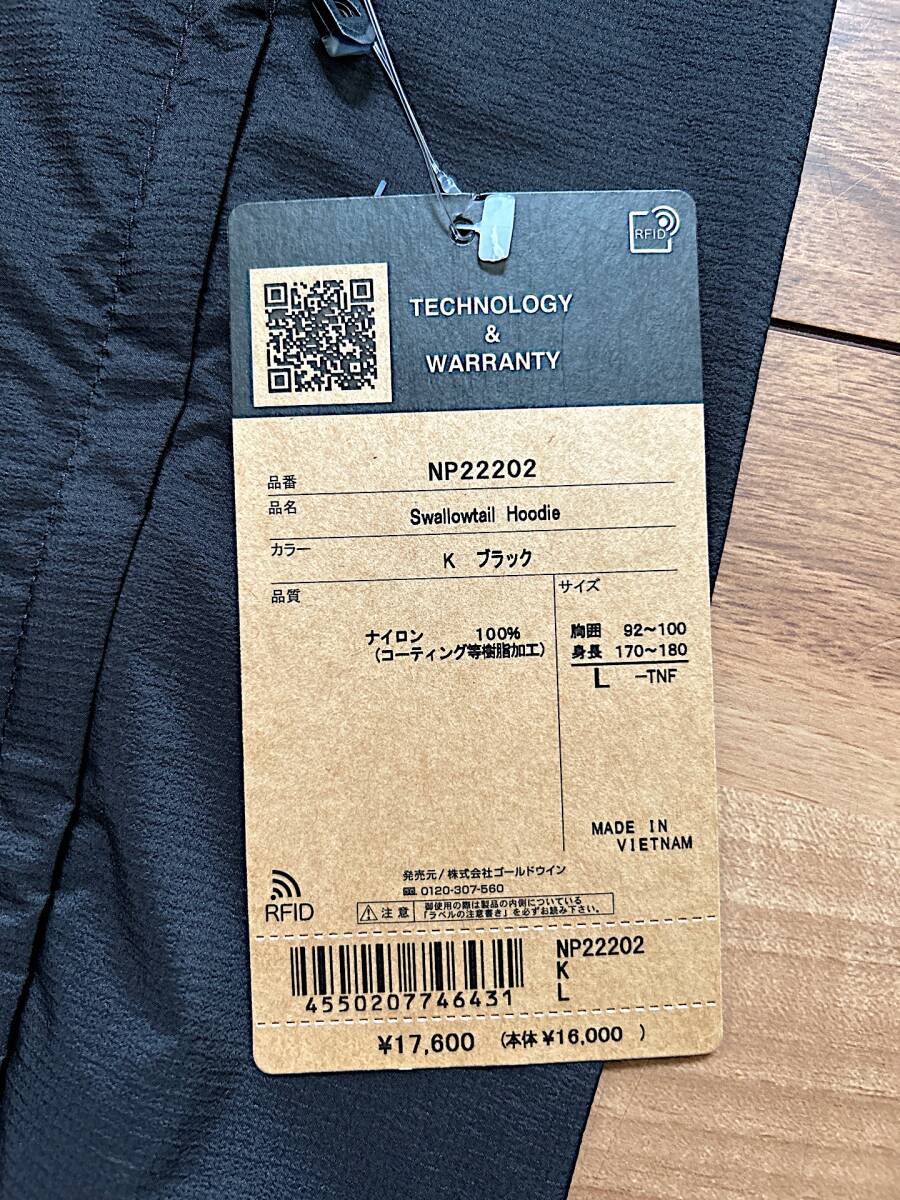 RFID
TECHNOLOGY
&
WARRANTY
品番 NP22202
品名 Swallowtail Hoodie
カラー K ブラック
品質
ナイロン 100%
(コーティング等樹脂加工)
サイズ
胸囲 92~100
身長 170~180
L -TNF
MADE IN
VIETNAM
RFID
発売元/株式会社ゴールドウイン
0120-307-560
注意
御使用の際は製品の内側についている
「ラベルの注意書き」を必ずお読み下さい。
4550207746431
NP22202
K
L
¥17,600 (本体¥16,000 )